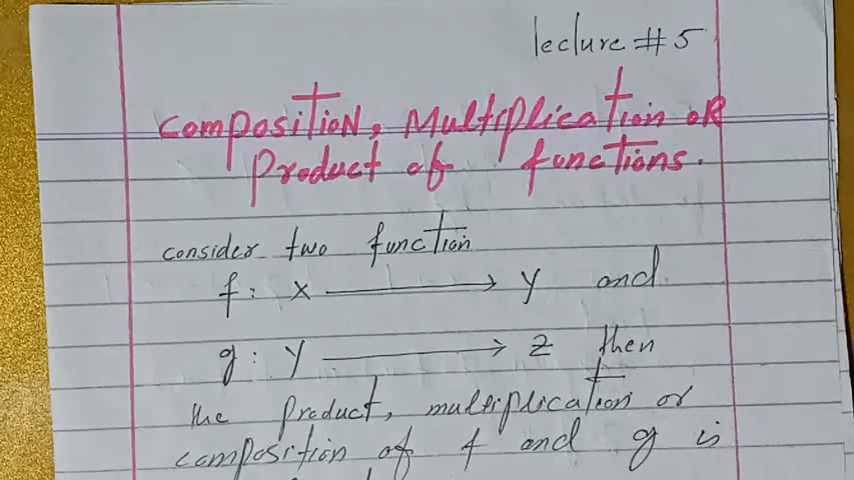 leclure # 5
Composition, Multiplication OR
Product of functions.
consider two function
f: X ⟶ Y and
g: Y ⟶ Z then
the product, multiplication or
composition of f and g is